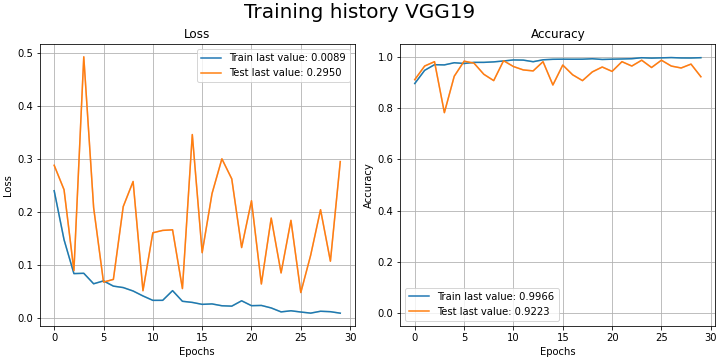 Training history VGG19
Loss
Train last value: 0.0089
Test last value: 0.2950
0.5
0.4
0.3
0.2
0.1
0.0
Loss
0 5 10 15 20 25 30
Epochs
Accuracy
1.0
0.8
0.6
0.4
0.2
0.0
Accuracy
Train last value: 0.9966
Test last value: 0.9223
0 5 10 15 20 25 30
Epochs